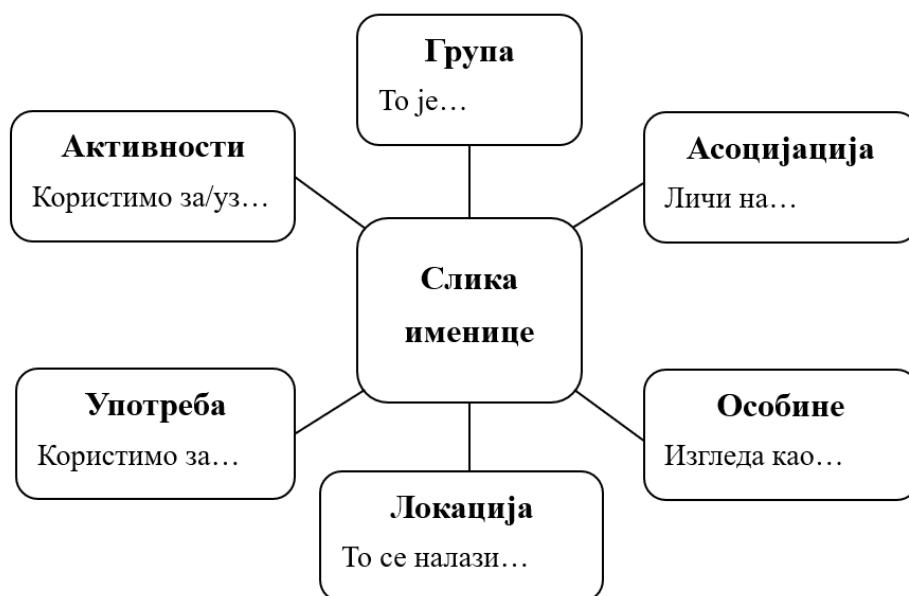 Група
То је…
Активности
Користимо за/уз…
Асоцијација
Личи на…
Слика
именице
Употреба
Користимо за…
Особине
Изгледа као…
Локација
То се налази…